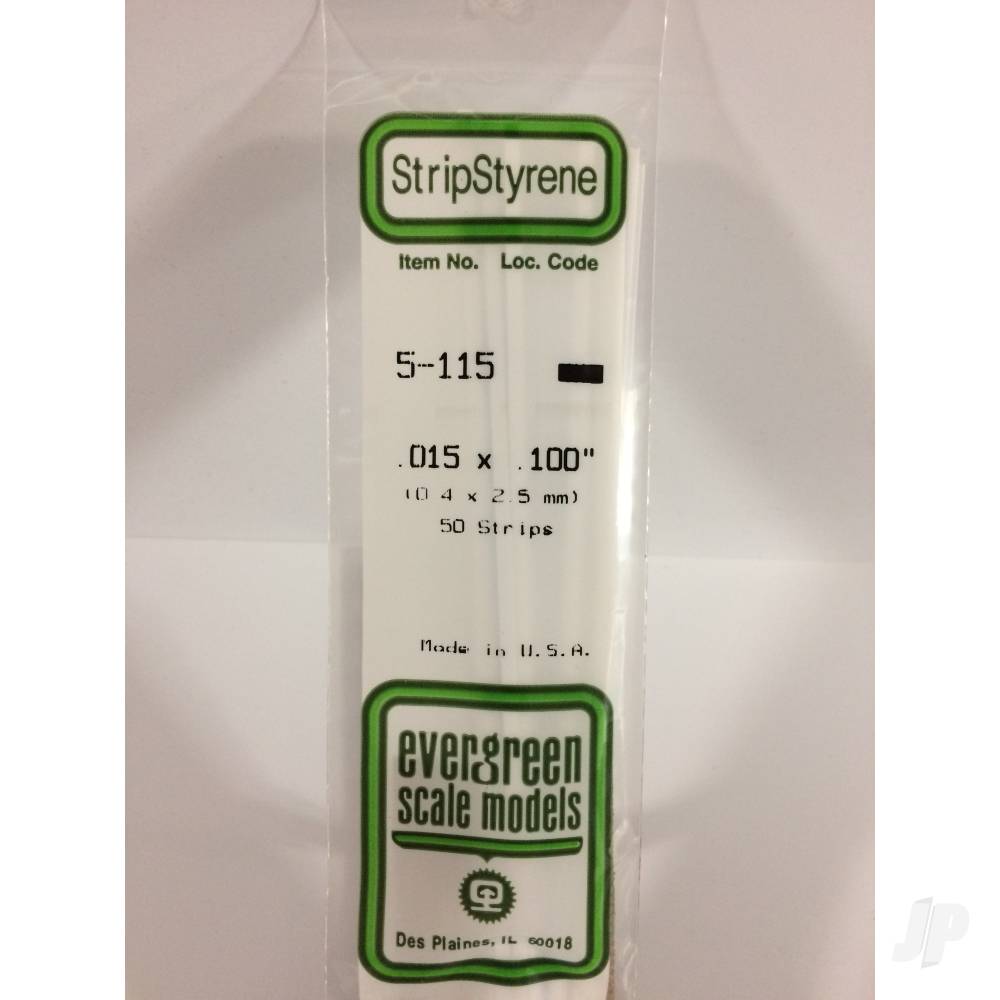 StripStyrene
Item No. Loc. Code
5-115
.015 x .100"
(0.4 x 2.5 mm)
50 Strips
Made in U.S.A.
evergreen
scale models
Des Plaines, IL 60018
JP